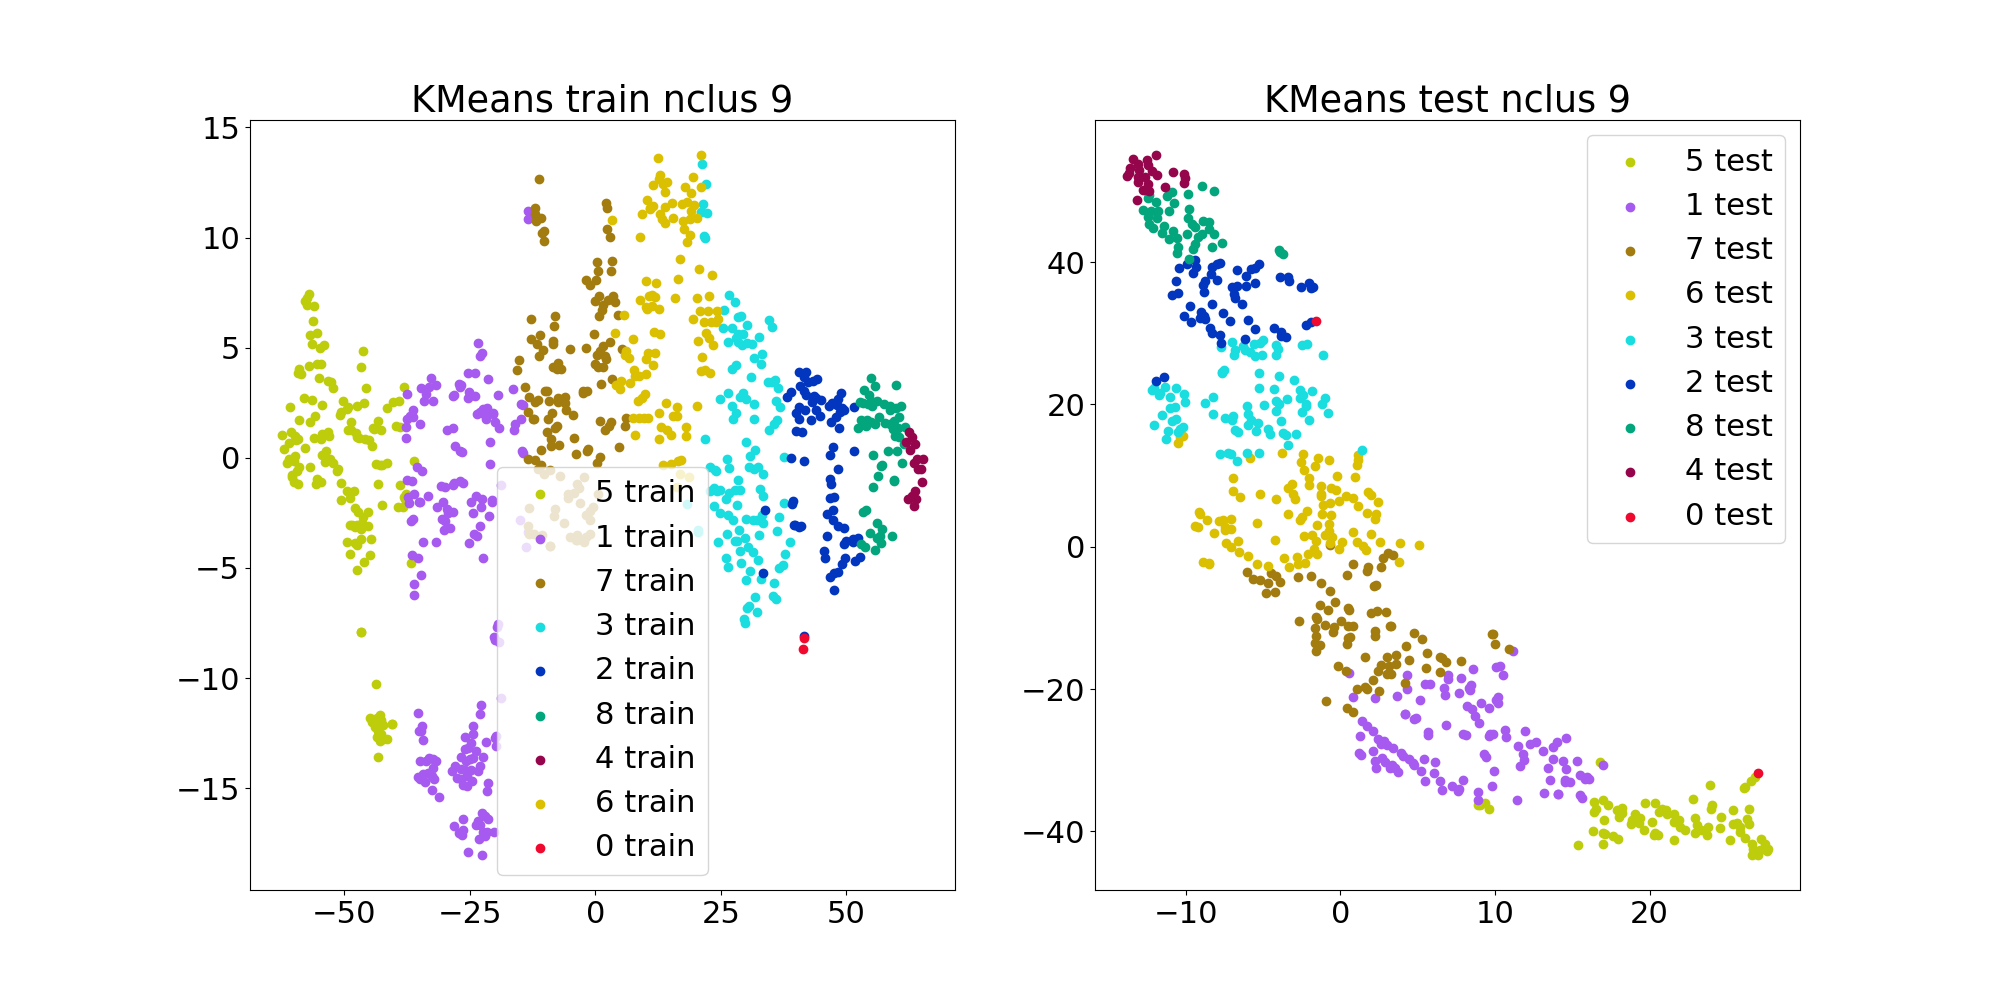 KMeans train nclus 9
15
10
5
0
−5
−10
−15
−50
−25
0
25
50
5 train
1 train
7 train
3 train
2 train
8 train
4 train
6 train
0 train
KMeans test nclus 9
40
20
0
−20
−40
−10
0
10
20
5 test
1 test
7 test
6 test
3 test
2 test
8 test
4 test
0 test